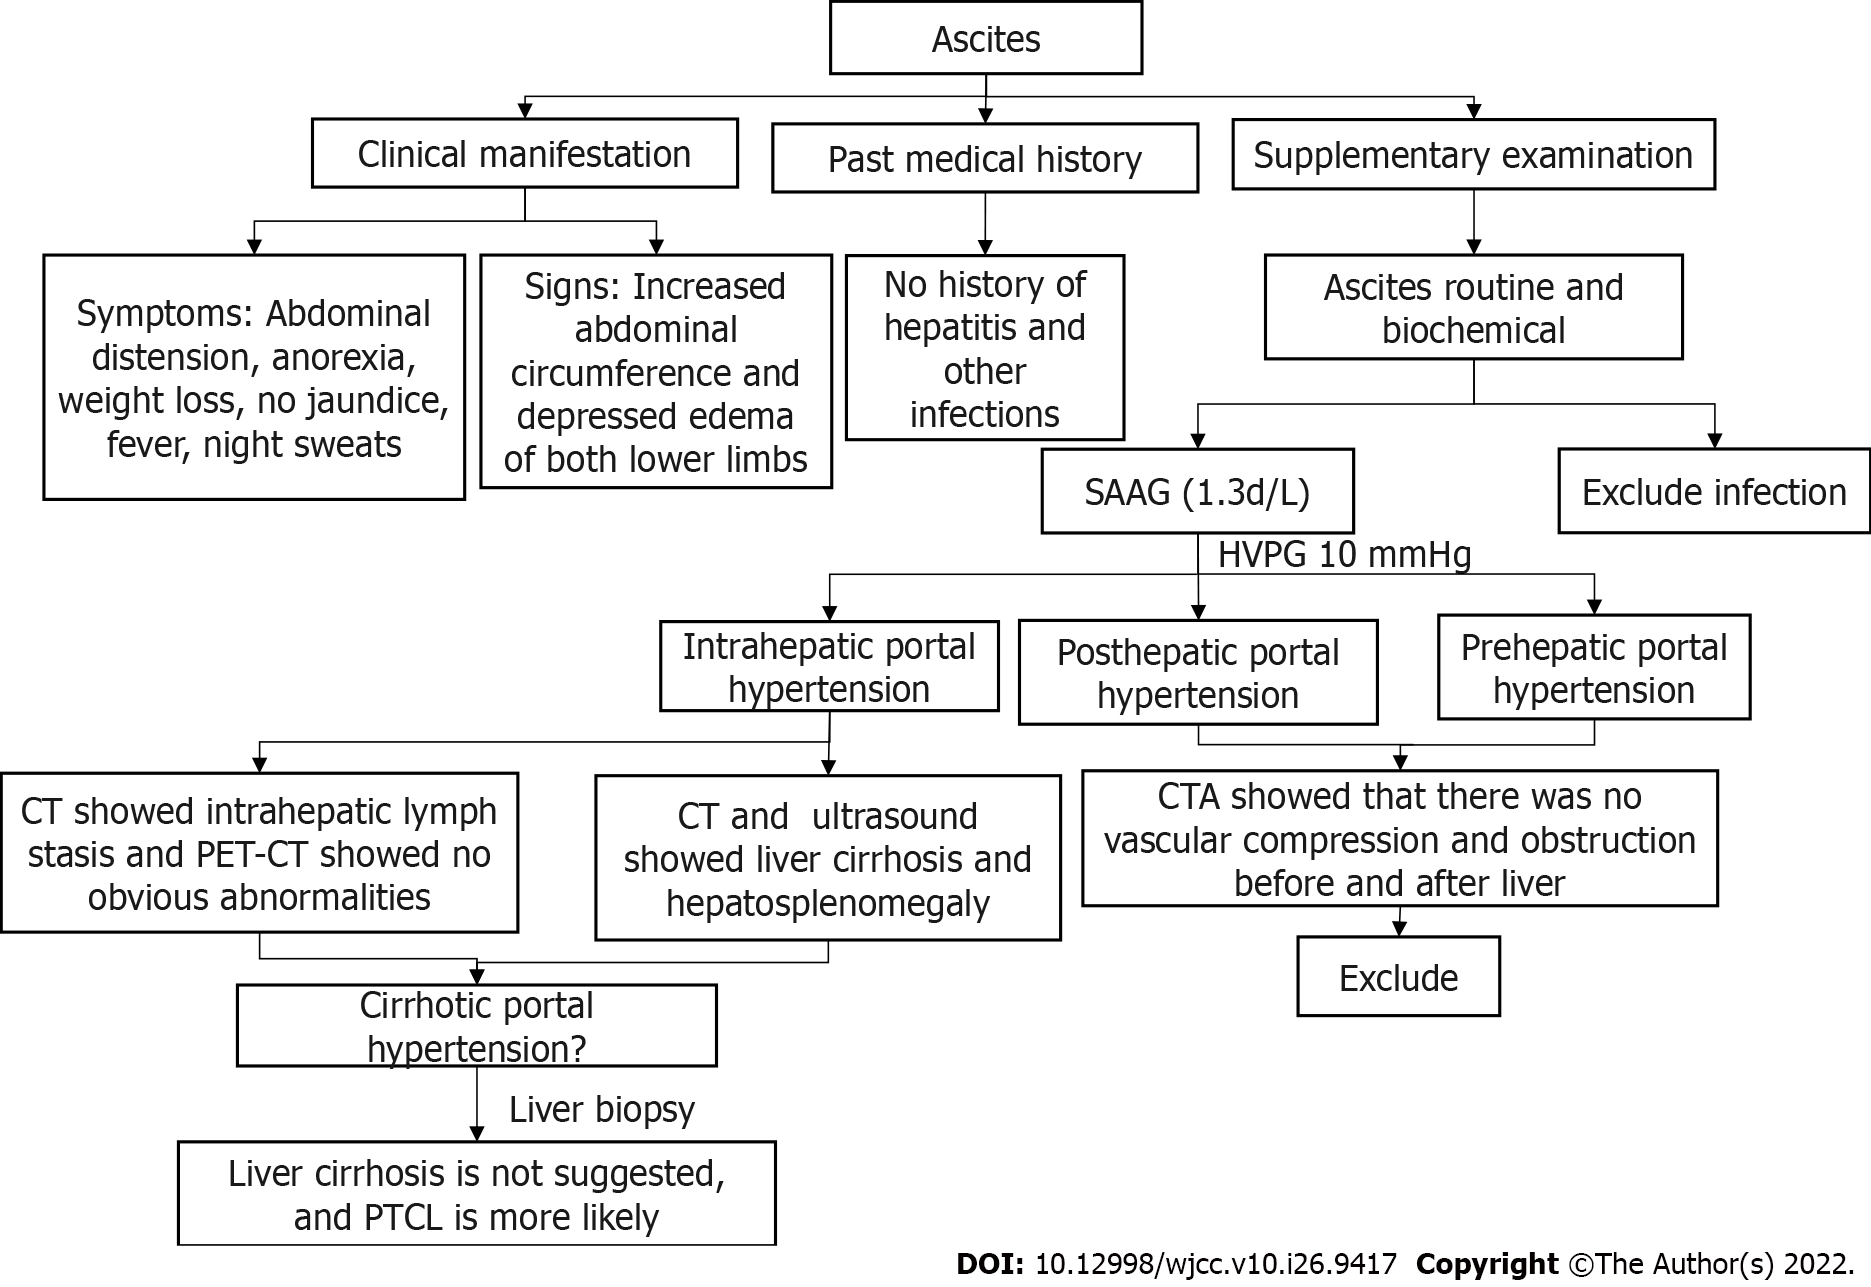 Ascites
Clinical manifestation
Past medical history
Supplementary examination
Symptoms: Abdominal
distension, anorexia,
weight loss, no jaundice,
fever, night sweats
Signs: Increased
abdominal
circumference and
depressed edema
of both lower limbs
No history of
hepatitis and
other
infections
Ascites routine and
biochemical
SAAG (1.3d/L)
Exclude infection
HVPG 10 mmHg
Intrahepatic portal
hypertension
Posthepatic portal
hypertension
Prehepatic portal
hypertension
CT showed intrahepatic lymph
stasis and PET-CT showed no
obvious abnormalities
CT and ultrasound
showed liver cirrhosis and
hepatosplenomegaly
CTA showed that there was no
vascular compression and obstruction
before and after liver
Exclude
Cirrhotic portal
hypertension?
Liver biopsy
Liver cirrhosis is not suggested,
and PTCL is more likely
DOI: 10.12998/wjcc.v10.i26.9417 Copyright ©The Author(s) 2022.